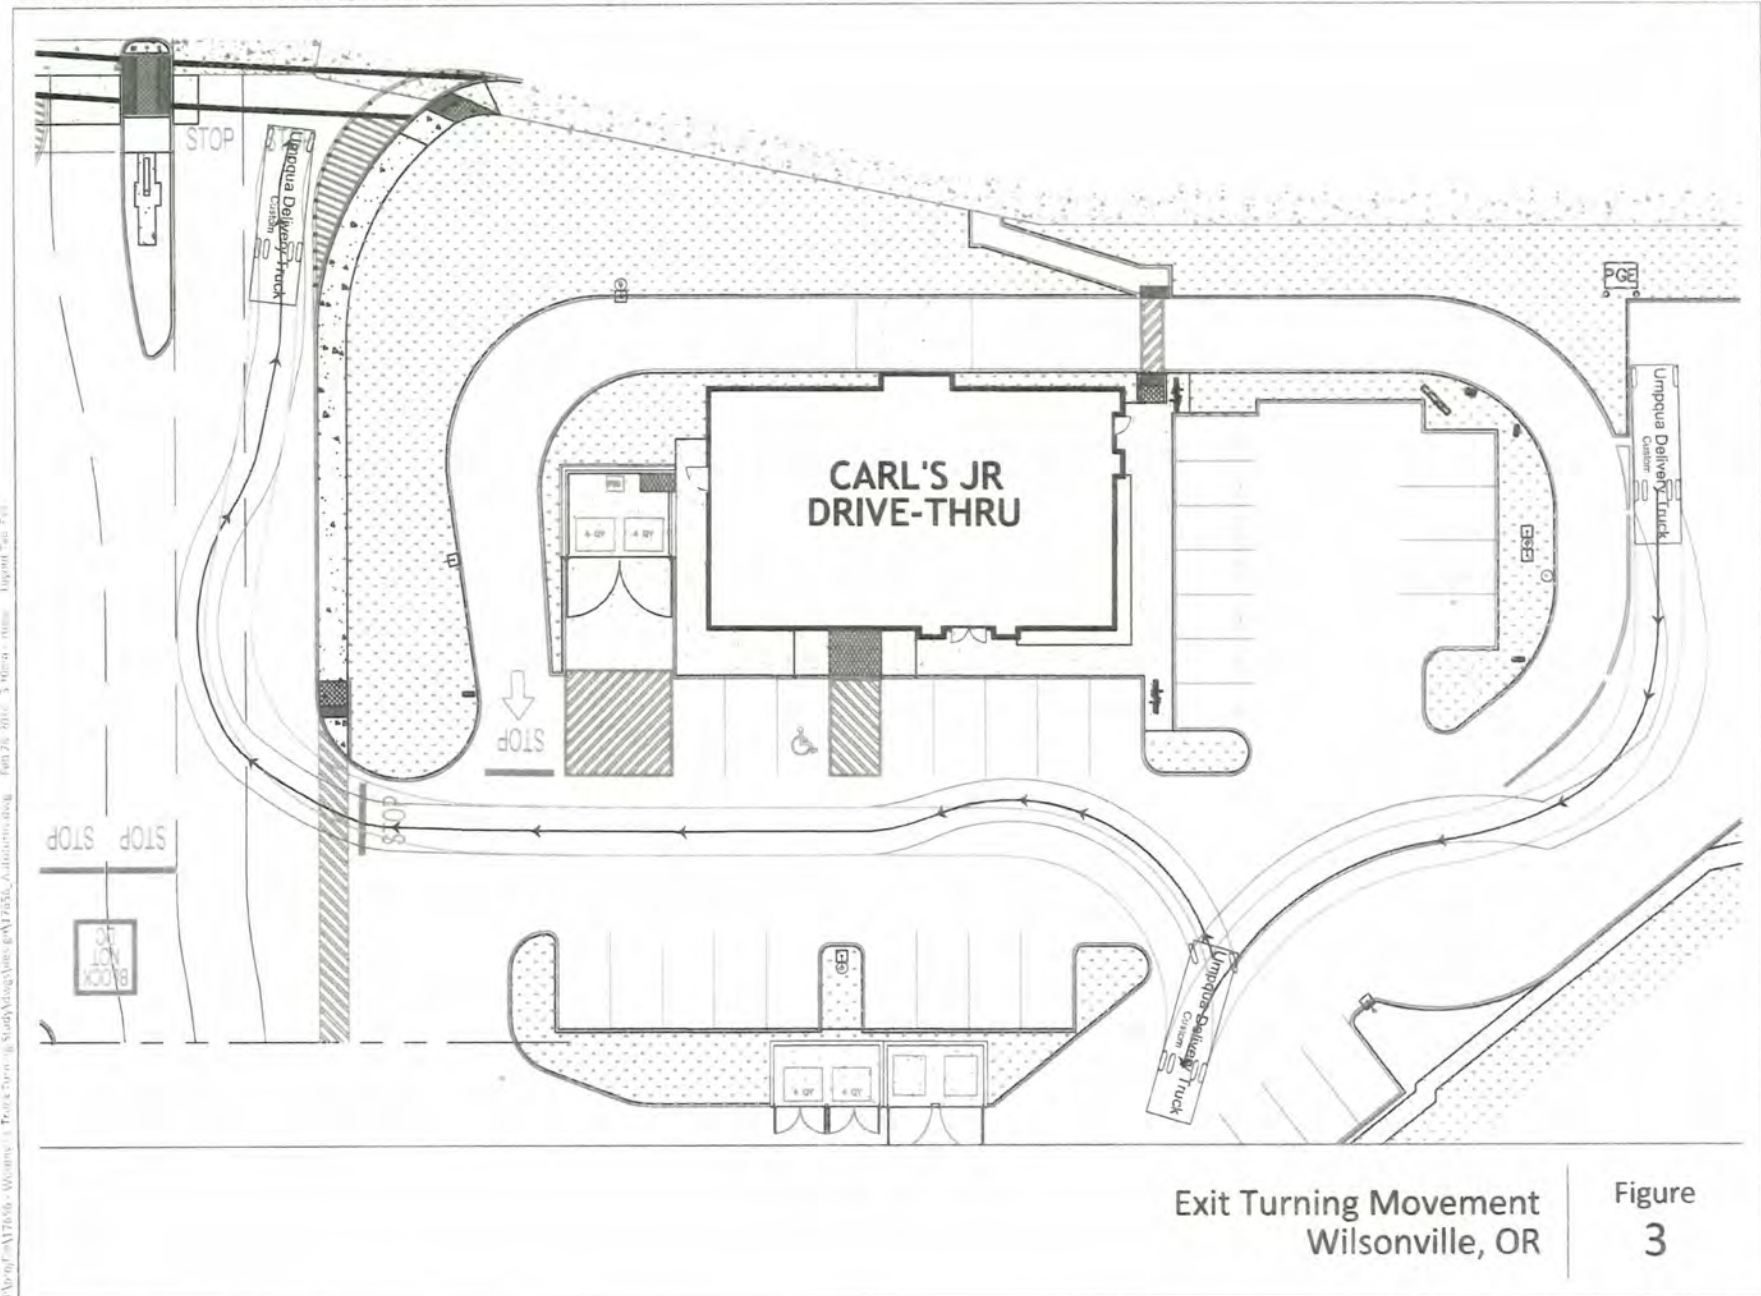 STOP
Umpqua Delivery Truck
Custom
PGE
Umpqua Delivery Truck
Custom
CARL'S JR
DRIVE-THRU
STOP
STOP
STOP STOP
BLOCK
NOT
DO
Umpqua Delivery Truck
Custom
Exit Turning Movement
Wilsonville, OR
Figure
3